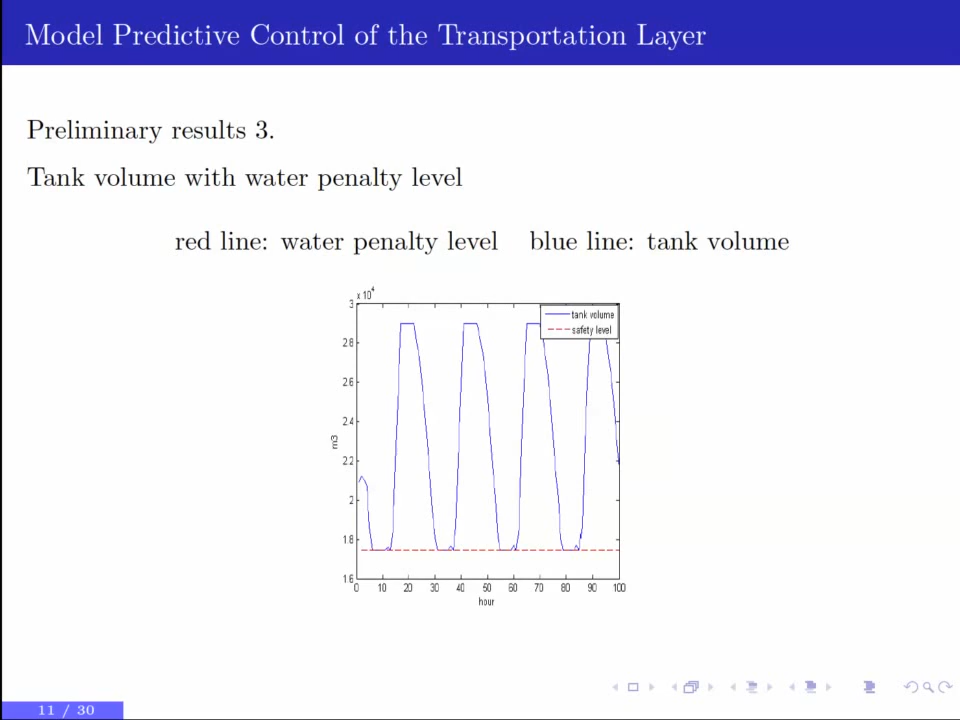 Model Predictive Control of the Transportation Layer
Preliminary results 3.
Tank volume with water penalty level
red line: water penalty level blue line: tank volume
x 10^4
tank volume
safety level
3
2.8
2.6
2.4
2.2
2
1.8
1.6
m3
0 10 20 30 40 50 60 70 80 90 100
hour
11 / 30